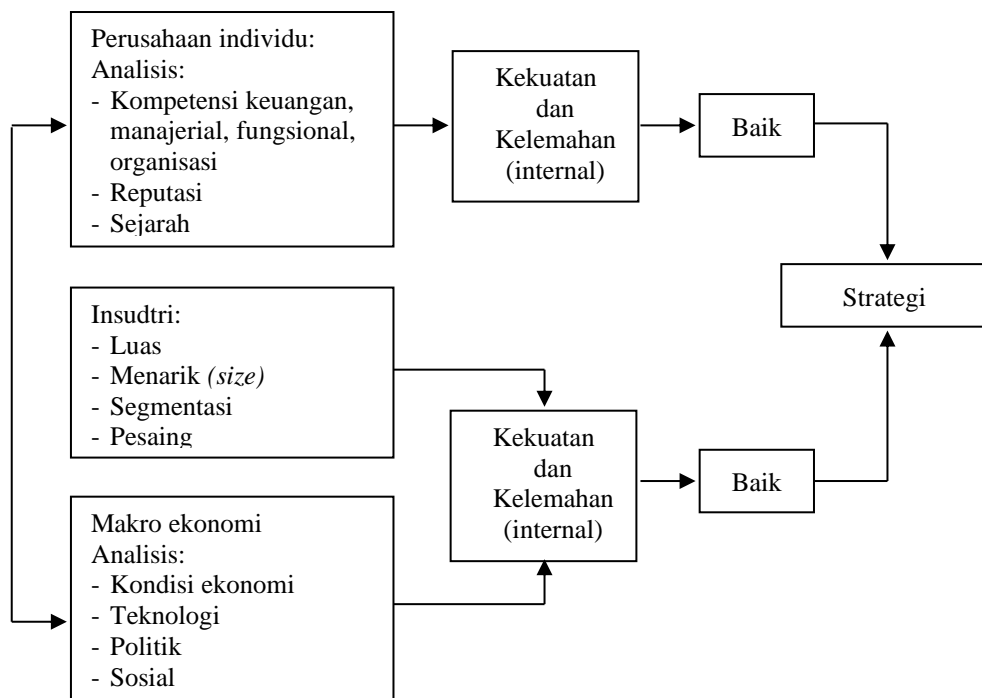 Perusahaan individu:
Analisis:
- Kompetensi keuangan,
manajerial, fungsional,
organisasi
- Reputasi
- Sejarah
Kekuatan
dan
Kelemahan
(internal)
Baik
Strategi
Insudtri:
- Luas
- Menarik (size)
- Segmentasi
- Pesaing
Kekuatan
dan
Kelemahan
(internal)
Baik
Makro ekonomi
Analisis:
- Kondisi ekonomi
- Teknologi
- Politik
- Sosial